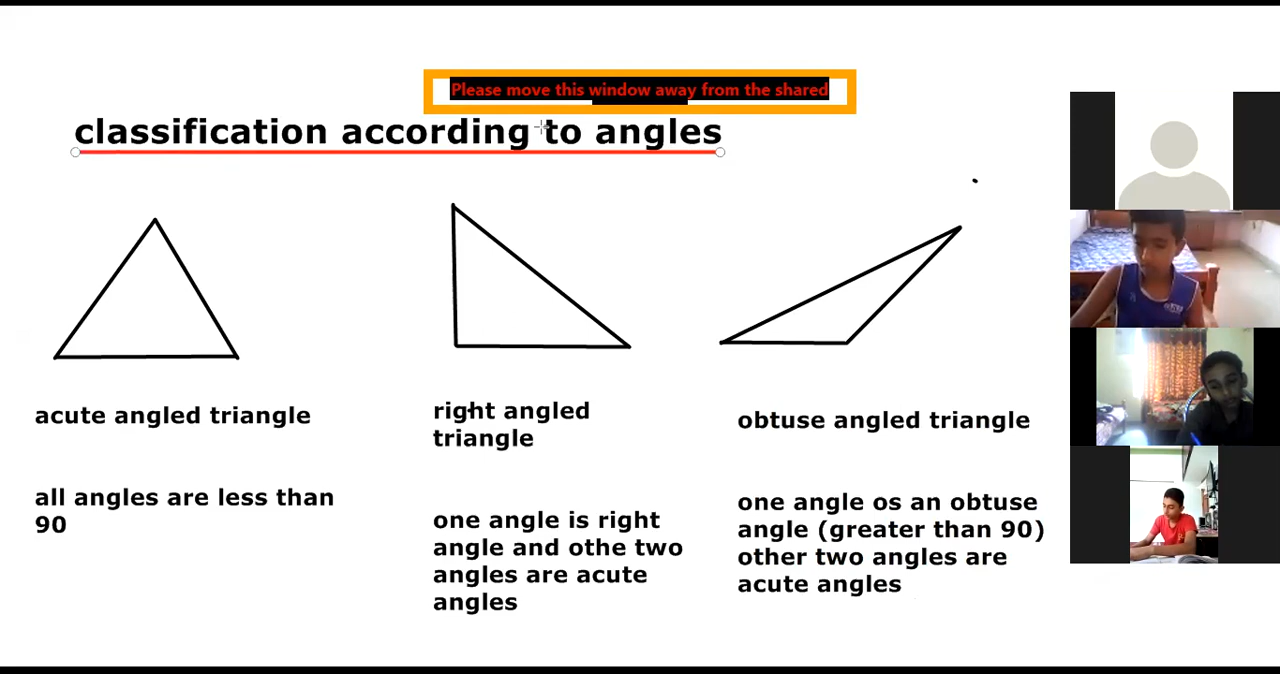 Please move this window away from the shared
classification according to angles
acute angled triangle
right angled
triangle
obtuse angled triangle
all angles are less than
90
one angle is right
angle and othe two
angles are acute
angles
one angle os an obtuse
angle (greater than 90)
other two angles are
acute angles